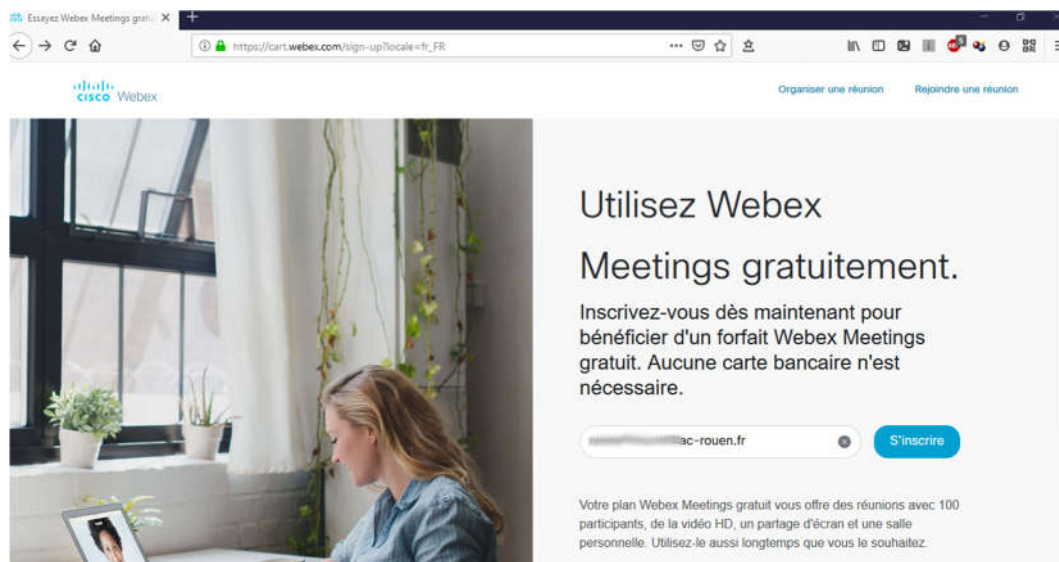 Essayez Webex Meetings gratu
https://cart.webex.com/sign-up?locale=fr_FR
5
CISCO Webex
Organiser une réunion
Rejoindre une réunion
Utilisez Webex
Meetings gratuitement.
Inscrivez-vous dès maintenant pour
bénéficier d'un forfait Webex Meetings
gratuit. Aucune carte bancaire n'est
nécessaire.
ac-rouen.fr
S'inscrire
Votre plan Webex Meetings gratuit vous offre des réunions avec 100
participants, de la vidéo HD, un partage d'écran et une salle
personnelle. Utilisez-le aussi longtemps que vous le souhaitez.